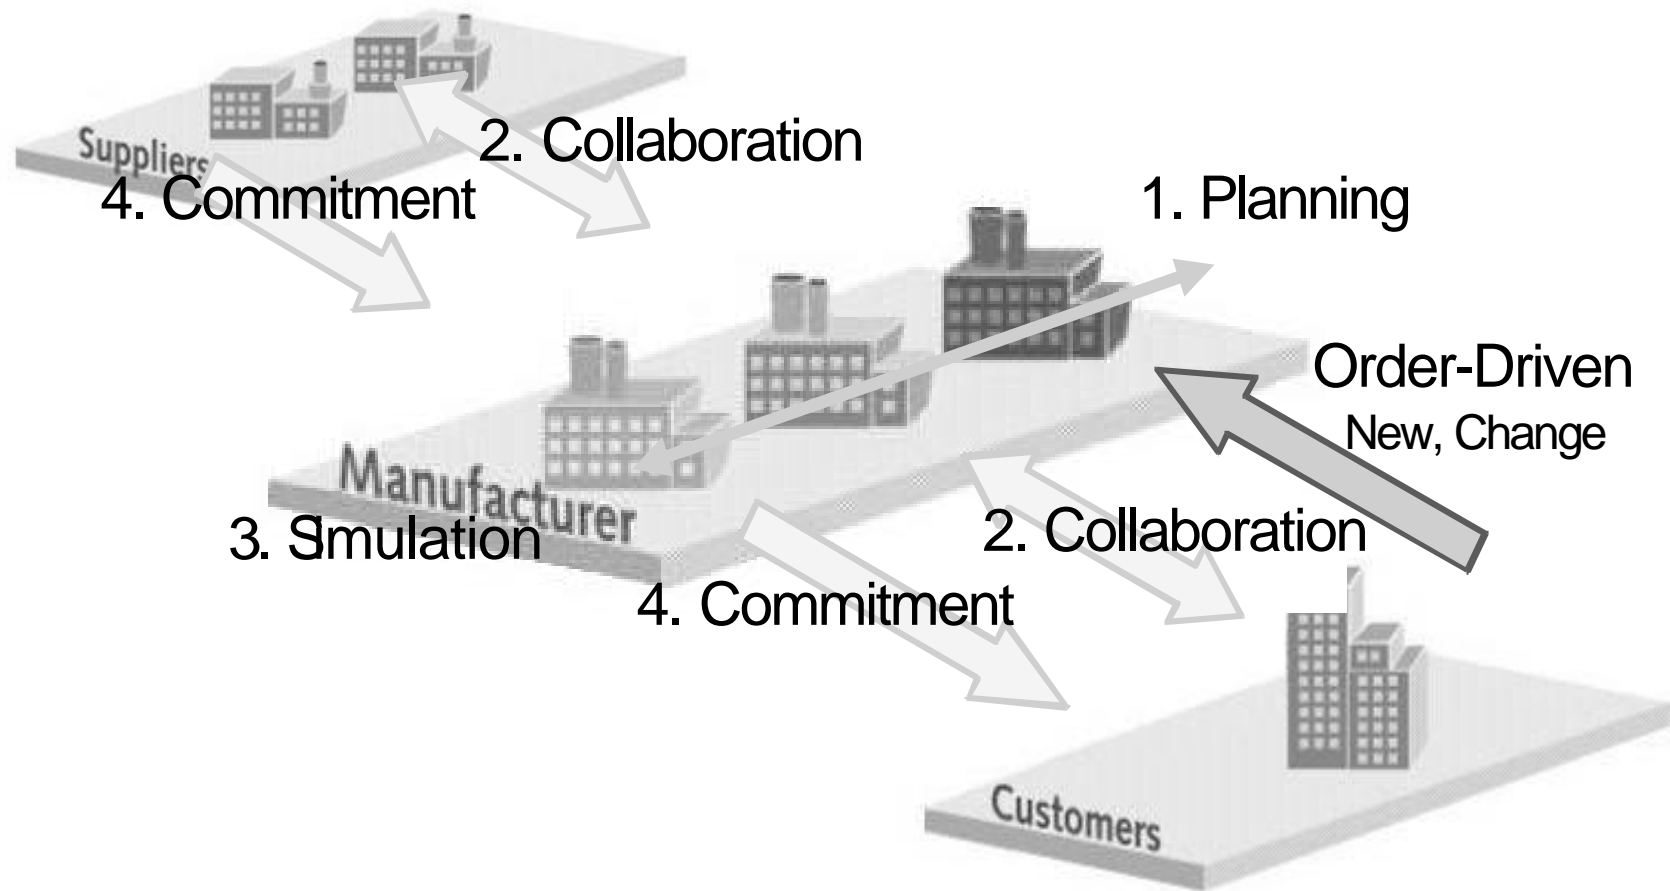 2. Collaboration
Suppliers
4. Commitment
1. Planning
Order-Driven
New, Change
Manufacturer
3. Simulation
2. Collaboration
4. Commitment
Customers